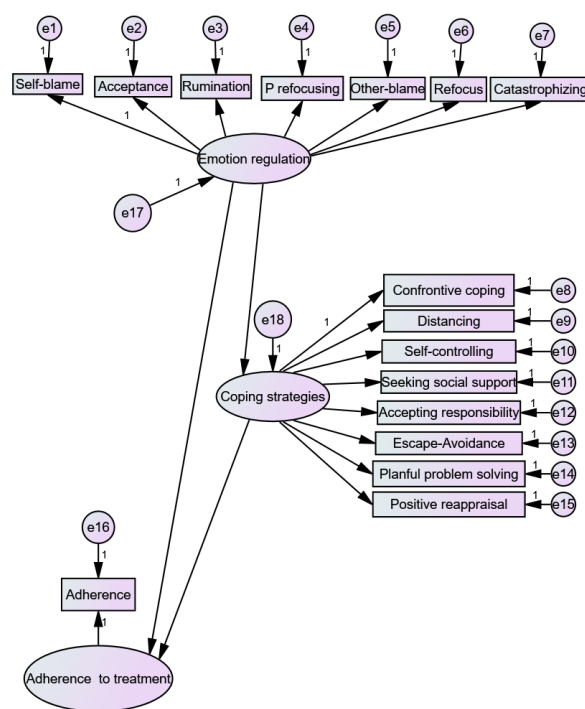 e1
e2
e3
e4
e5
e6
e7
1
1
1
1
1
1
1
Self-blame
Acceptance
Rumination
P refocusing
Other-blame
Refocus
Catastrophizing
1
Emotion regulation
1
e17
e18
1
1
Confrontive coping
1
e8
Distancing
1
e9
Self-controlling
1
e10
Seeking social support
1
e11
Coping strategies
Accepting responsibility
1
e12
Escape-Avoidance
1
e13
Planful problem solving
1
e14
Positive reappraisal
1
e15
e16
1
Adherence
1
Adherence to treatment